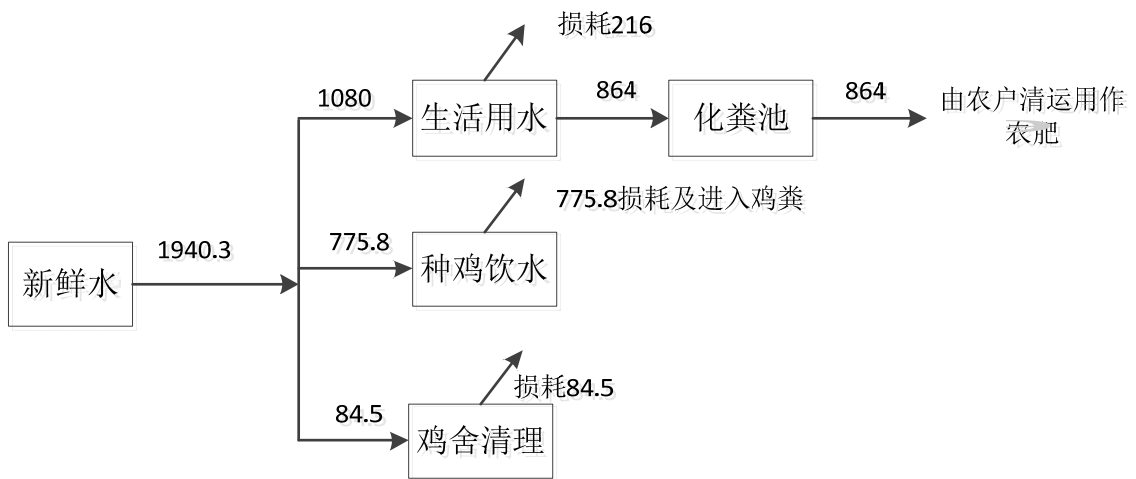 损耗216
1080
生活用水
864
化粪池
864
由农户清运用作
农肥
775.8损耗及进入鸡粪
新鲜水
1940.3
775.8
种鸡饮水
损耗84.5
84.5
鸡舍清理